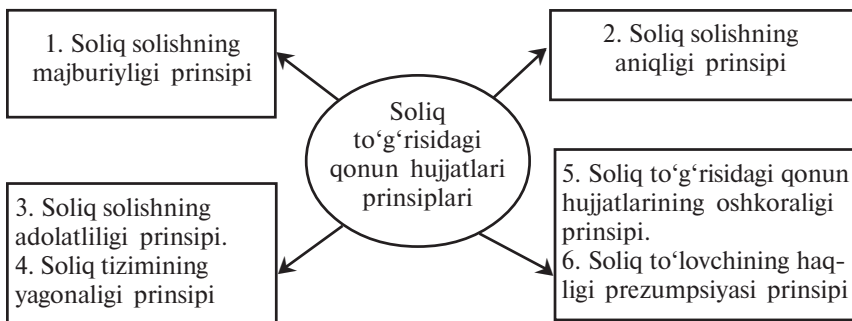 1. Soliq solishning
majburiyligi prinsipi
2. Soliq solishning
aniqligi prinsipi
Soliq
to‘g‘risidagi
qonun hujjatlari
prinsiplari
3. Soliq solishning
adolatliligi prinsipi.
4. Soliq tizimining
yagonaligi prinsipi
5. Soliq to‘g‘risidagi qonun
hujjatlarining oshkoraligi
prinsipi.
6. Soliq to‘lovchining haq-
ligi prezumpsiyasi prinsipi